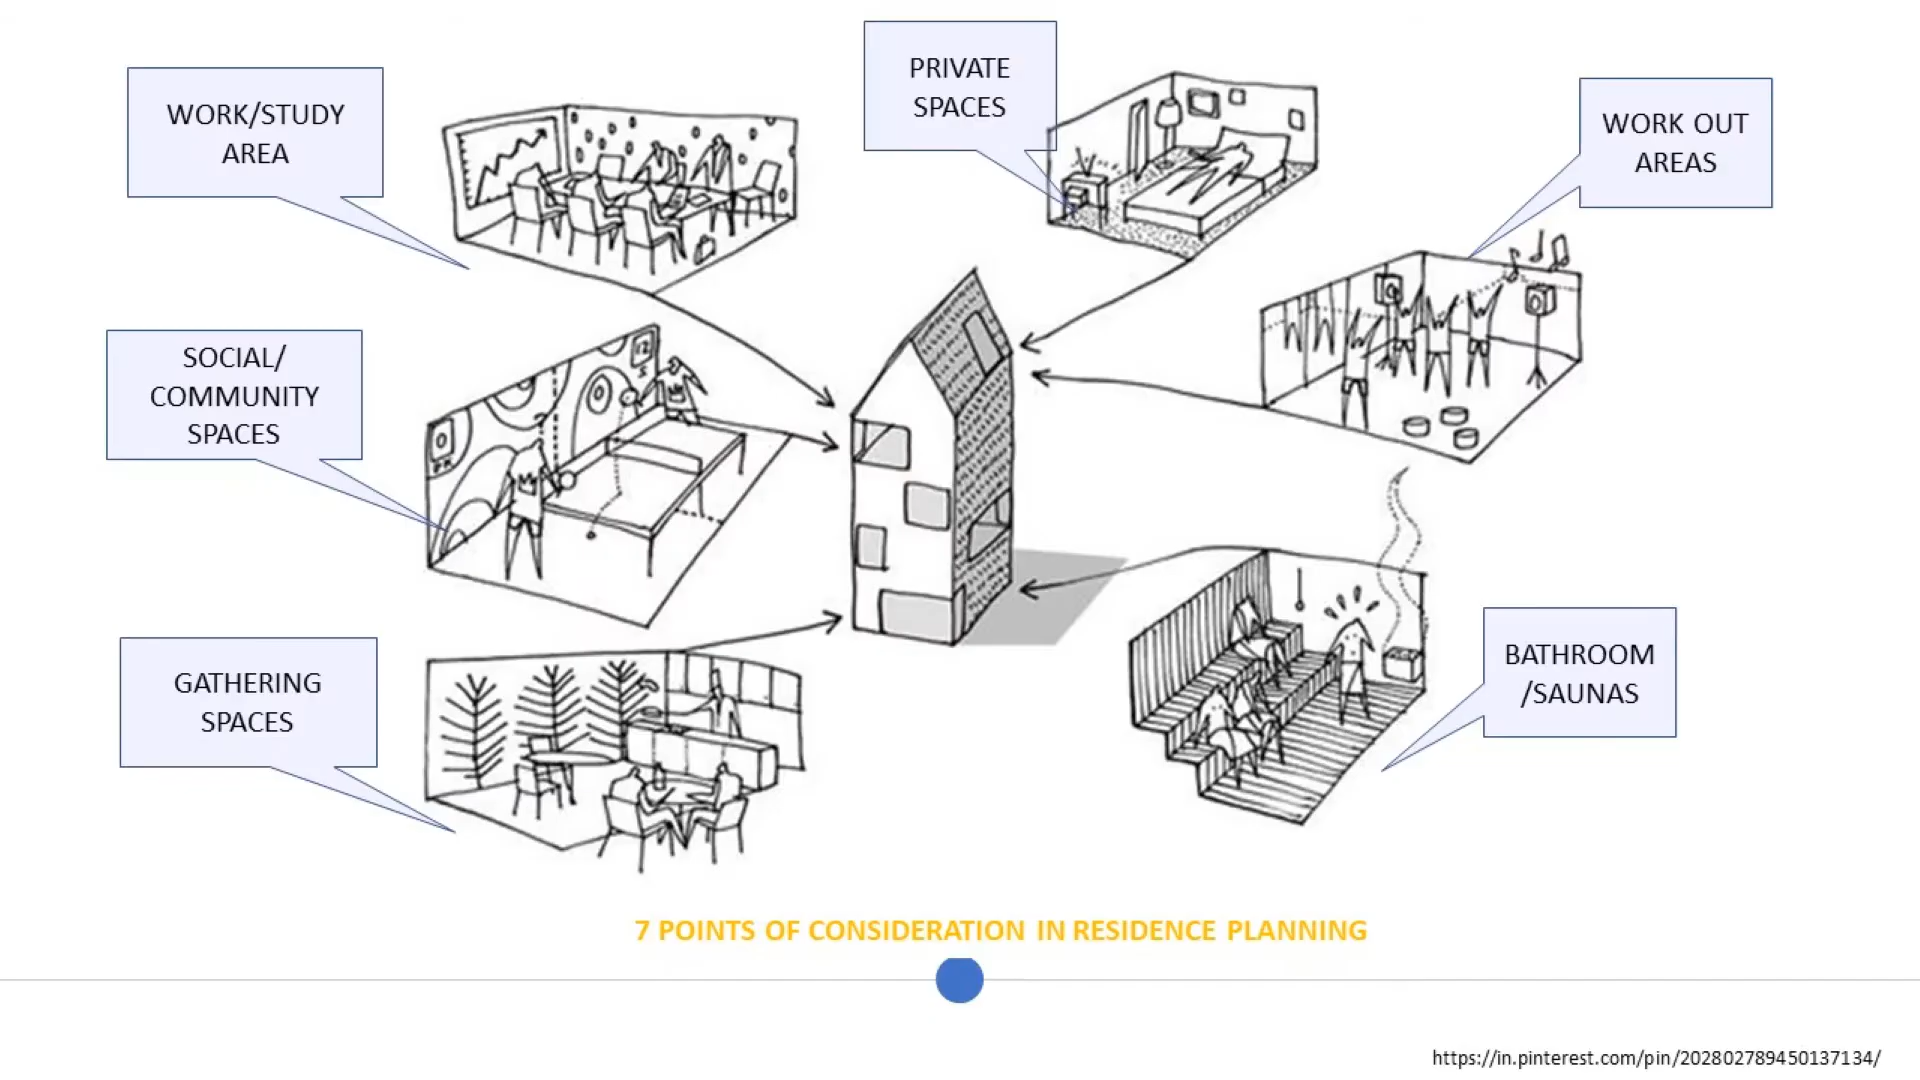 WORK/STUDY
AREA
PRIVATE
SPACES
WORK OUT
AREAS
SOCIAL/
COMMUNITY
SPACES
GATHERING
SPACES
BATHROOM
/SAUNAS
7 POINTS OF CONSIDERATION IN RESIDENCE PLANNING
https://in.pinterest.com/pin/202802789450137134/